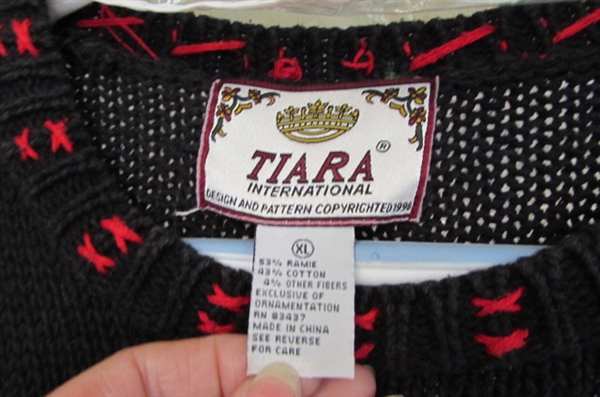 TIARA ®
INTERNATIONAL
DESIGN AND PATTERN COPYRIGHTED 1998
XL
53% RAMIE
43% COTTON
4% OTHER FIBERS
EXCLUSIVE OF
ORNAMENTATION
RN 83437
MADE IN CHINA
SEE REVERSE
FOR CARE